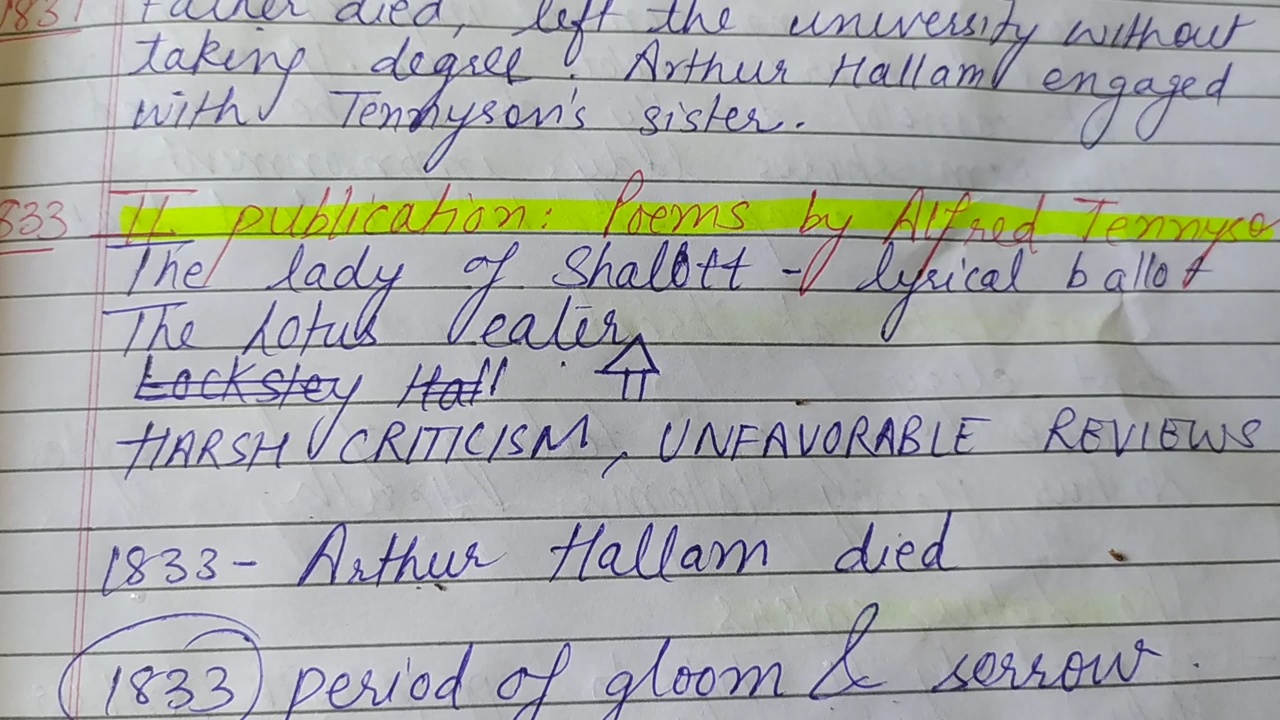 1831 Father died, left the university without
taking degree. Arthur Hallam engaged
with Tennyson's sister.
833 II publication: Poems by Alfred Tennyso
The lady of Shalott - lyrical ballot
The Lotus eater
Locksley Hall
HARSH CRITICISM, UNFAVORABLE REVIEWS
1833 - Arthur Hallam died
1833 period of gloom & sorrow.